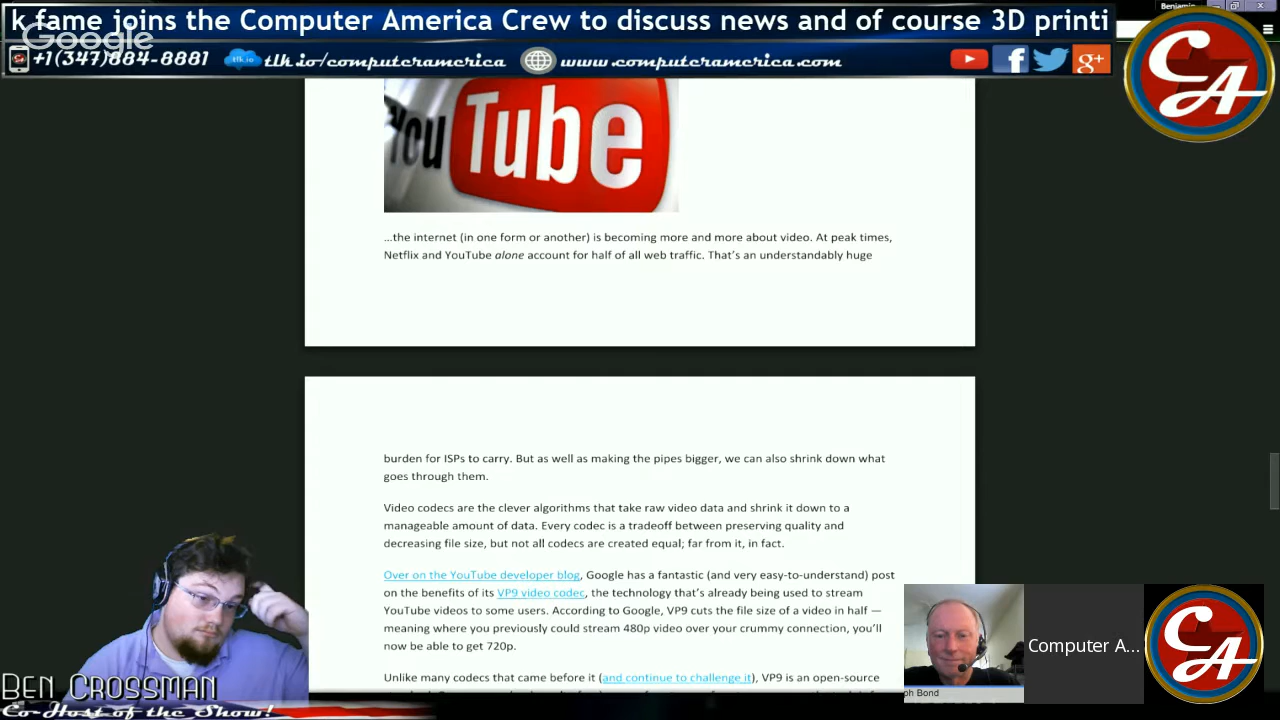 k fame joins the Computer America Crew to discuss news and of course 3D printi
Benjamin
Google
+1(347)884-8881 tlk.io tlk.io/computeramerica www.computeramerica.com
f g+
CA
You Tube
…the internet (in one form or another) is becoming more and more about video. At peak times,
Netflix and YouTube alone account for half of all web traffic. That's an understandably huge
burden for ISPs to carry. But as well as making the pipes bigger, we can also shrink down what
goes through them.
Video codecs are the clever algorithms that take raw video data and shrink it down to a
manageable amount of data. Every codec is a tradeoff between preserving quality and
decreasing file size, but not all codecs are created equal; far from it, in fact.
Over on the YouTube developer blog, Google has a fantastic (and very easy-to-understand) post
on the benefits of its VP9 video codec, the technology that's already being used to stream
YouTube videos to some users. According to Google, VP9 cuts the file size of a video in half —
meaning where you previously could stream 480p video over your crummy connection, you'll
now be able to get 720p.
Unlike many codecs that came before it (and continue to challenge it), VP9 is an open-source
Computer A...
CA
ph Bond
Ben Crossman
Co-Host of the Show!